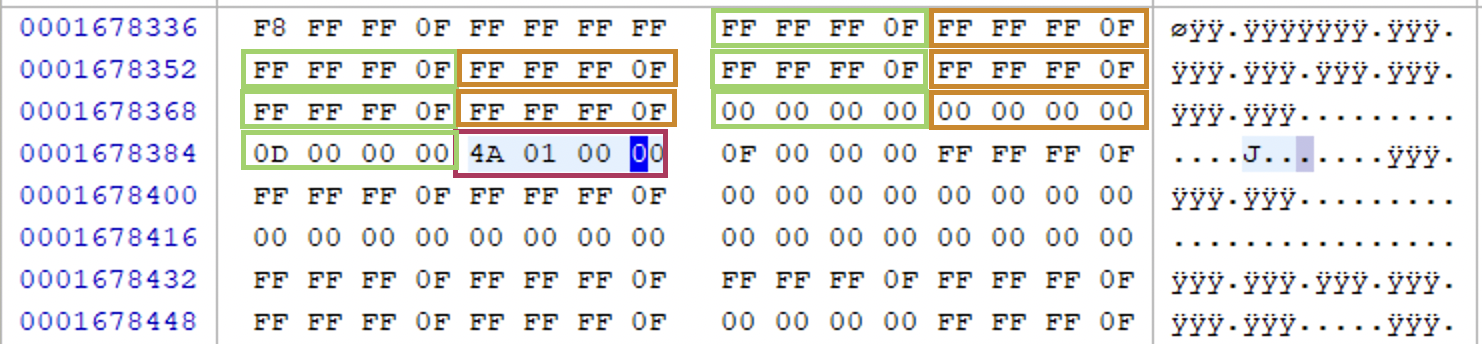 0001678336 F8 FF FF 0F FF FF FF FF FF FF FF 0F FF FF FF 0F øÿÿ.ÿÿÿÿÿÿÿ.ÿÿÿ.
0001678352 FF FF FF 0F FF FF FF 0F FF FF FF 0F FF FF FF 0F ÿÿÿ.ÿÿÿ.ÿÿÿ.ÿÿÿ.
0001678368 FF FF FF 0F FF FF FF 0F 00 00 00 00 00 00 00 00 ÿÿÿ.ÿÿÿ.........
0001678384 0D 00 00 00 4A 01 00 00 0F 00 00 00 FF FF FF 0F ....J.......ÿÿÿ.
0001678400 FF FF FF 0F FF FF FF 0F 00 00 00 00 00 00 00 00 ÿÿÿ.ÿÿÿ.........
0001678416 00 00 00 00 00 00 00 00 00 00 00 00 00 00 00 00 ................
0001678432 FF FF FF 0F FF FF FF 0F FF FF FF 0F FF FF FF 0F ÿÿÿ.ÿÿÿ.ÿÿÿ.ÿÿÿ.
0001678448 FF FF FF 0F FF FF FF 0F 00 00 00 00 FF FF FF 0F ÿÿÿ.ÿÿÿ.....ÿÿÿ.